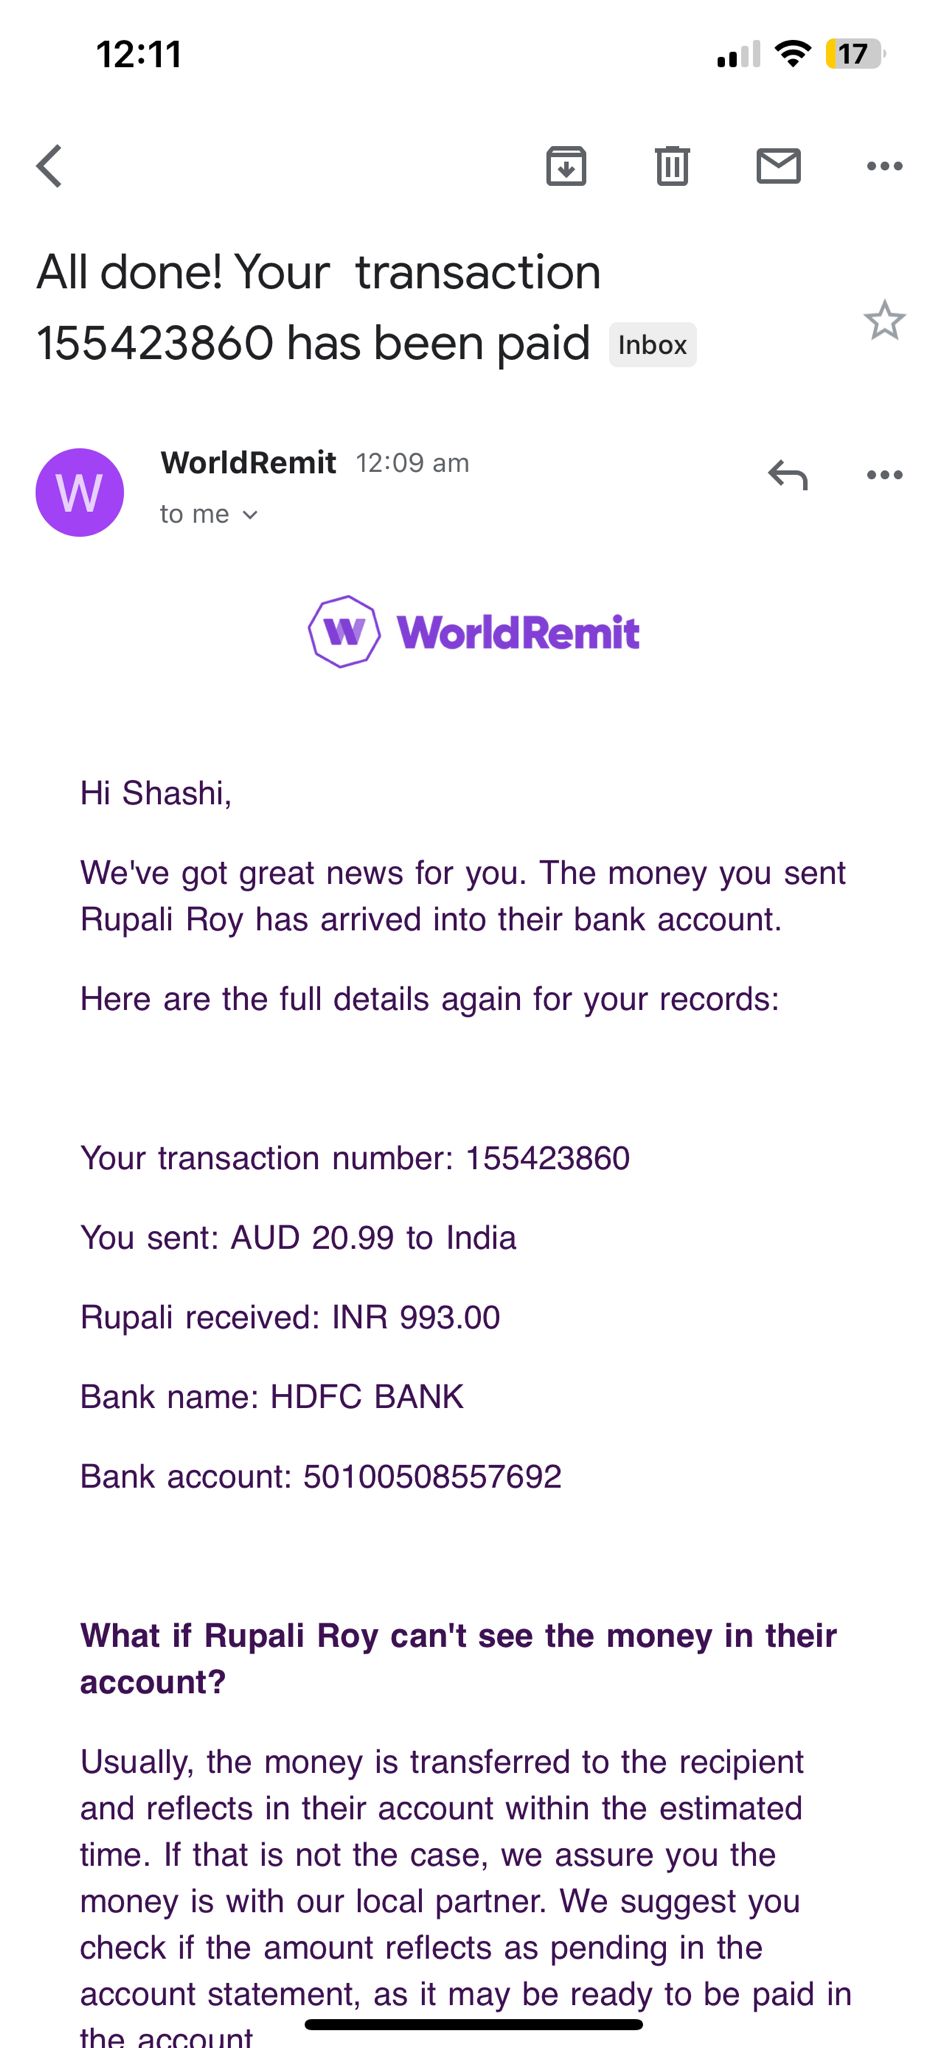 12:11
17
All done! Your transaction
155423860 has been paid Inbox
W
WorldRemit 12:09 am
to me
W WorldRemit
Hi Shashi,
We've got great news for you. The money you sent
Rupali Roy has arrived into their bank account.
Here are the full details again for your records:
Your transaction number: 155423860
You sent: AUD 20.99 to India
Rupali received: INR 993.00
Bank name: HDFC BANK
Bank account: 50100508557692
What if Rupali Roy can't see the money in their
account?
Usually, the money is transferred to the recipient
and reflects in their account within the estimated
time. If that is not the case, we assure you the
money is with our local partner. We suggest you
check if the amount reflects as pending in the
account statement, as it may be ready to be paid in
the account